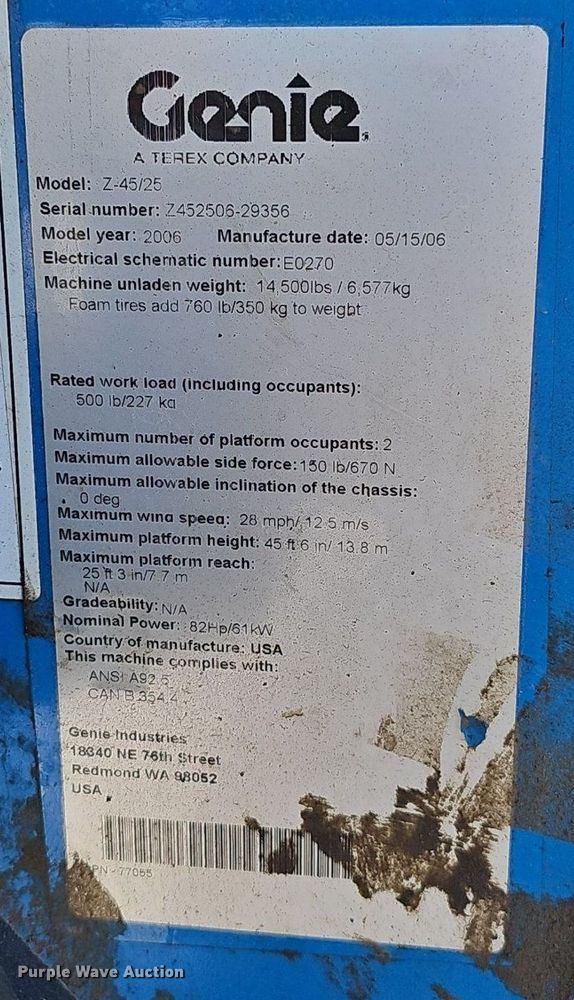 Genie
A TEREX COMPANY
Model: Z-45/25
Serial number: Z452506-29356
Model year: 2006 Manufacture date: 05/15/06
Electrical schematic number: E0270
Machine unladen weight: 14,500lbs / 6,577kg
Foam tires add 760 lb/350 kg to weight
Rated work load (including occupants):
500 lb/227 kg
Maximum number of platform occupants: 2
Maximum allowable side force: 150 lb/670 N
Maximum allowable inclination of the chassis:
0 deg
Maximum wind speed: 28 mph/ 12.5 m/s
Maximum platform height: 45 ft 6 in/ 13.8 m
Maximum platform reach:
25 ft 3 in/7.7 m
N/A
Gradeability: N/A
Nominal Power: 82Hp/61kW
Country of manufacture: USA
This machine complies with:
ANSI A92.5
CAN B 354.4
Genie Industries
18340 NE 76th Street
Redmond WA 98052
USA
PN - 77055
Purple Wave Auction